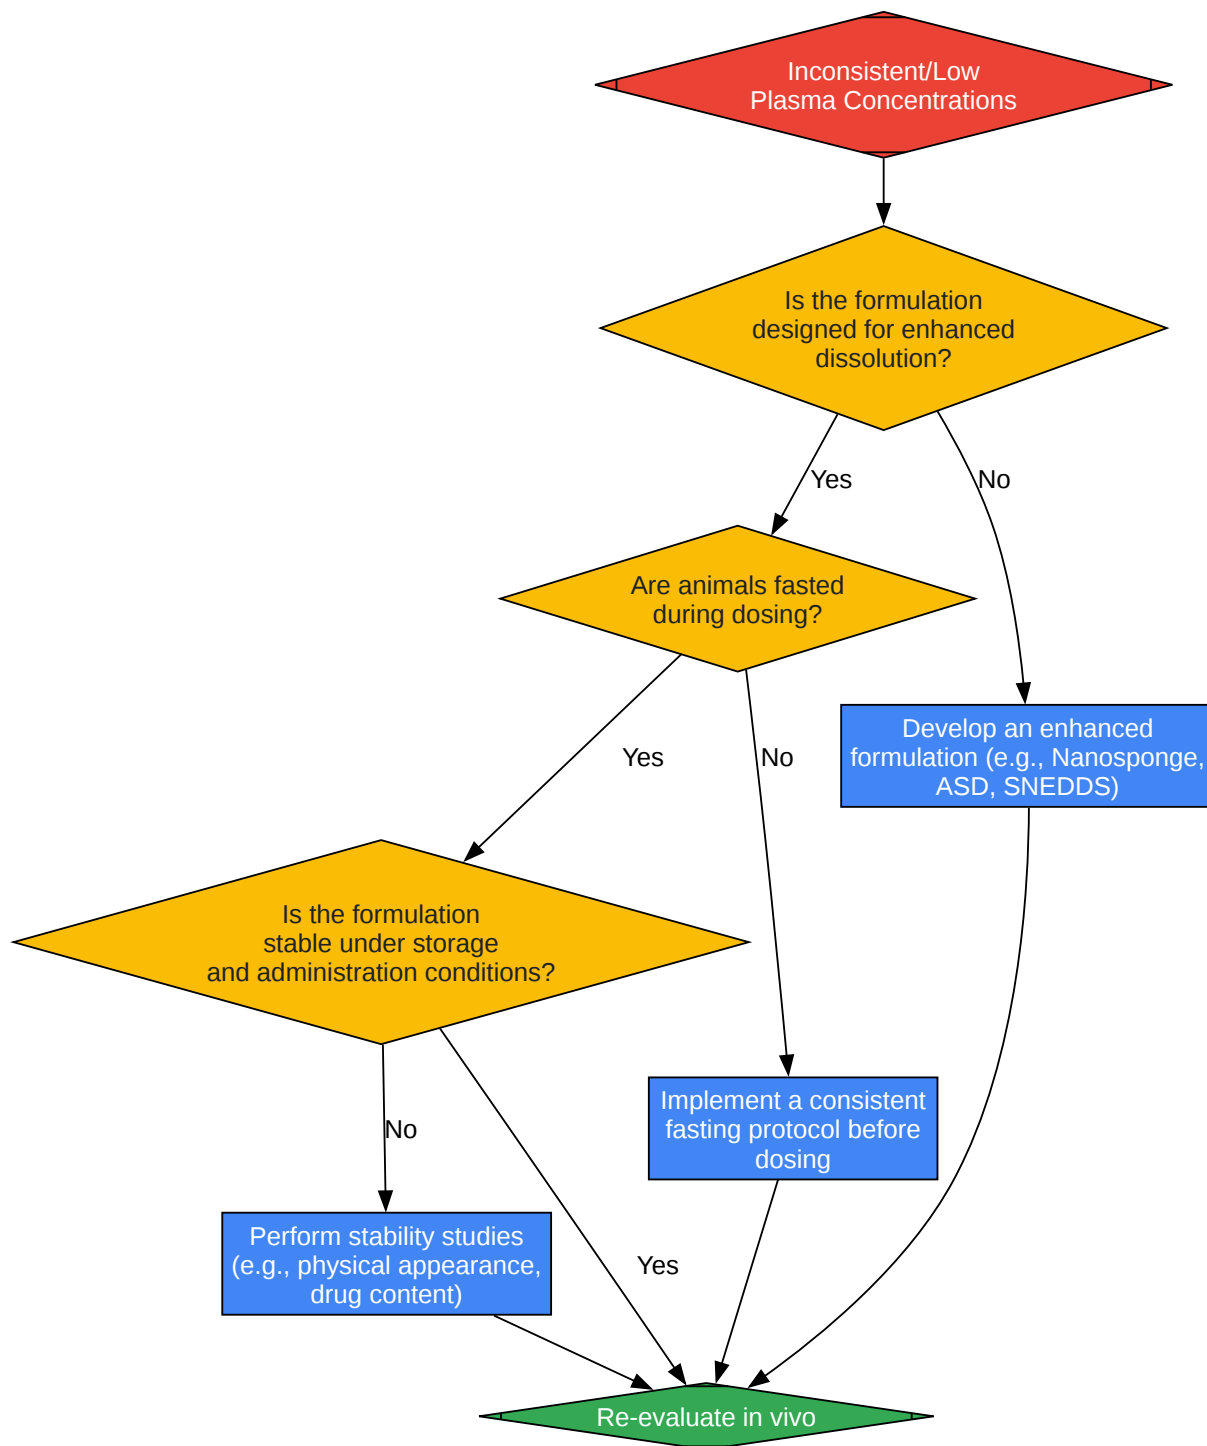 Inconsistent/Low
Plasma Concentrations
Is the formulation
designed for enhanced
dissolution?
Yes
No
Are animals fasted
during dosing?
Yes
No
Develop an enhanced
formulation (e.g., Nanosponge,
ASD, SNEDDS)
Is the formulation
stable under storage
and administration conditions?
No
Implement a consistent
fasting protocol before
dosing
Perform stability studies
(e.g., physical appearance,
drug content)
Yes
Re-evaluate in vivo